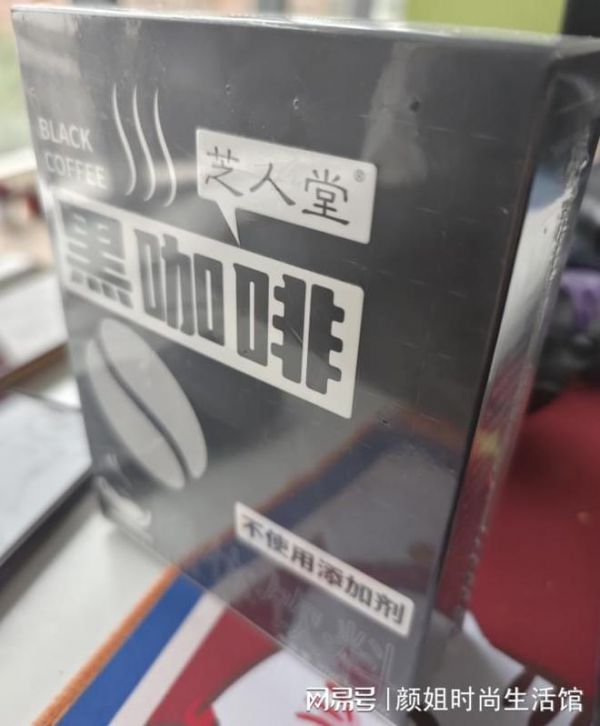 BLACK
COFFEE
芝人堂®
黑咖啡
不使用添加剂
网易号 | 颜姐时尚生活馆